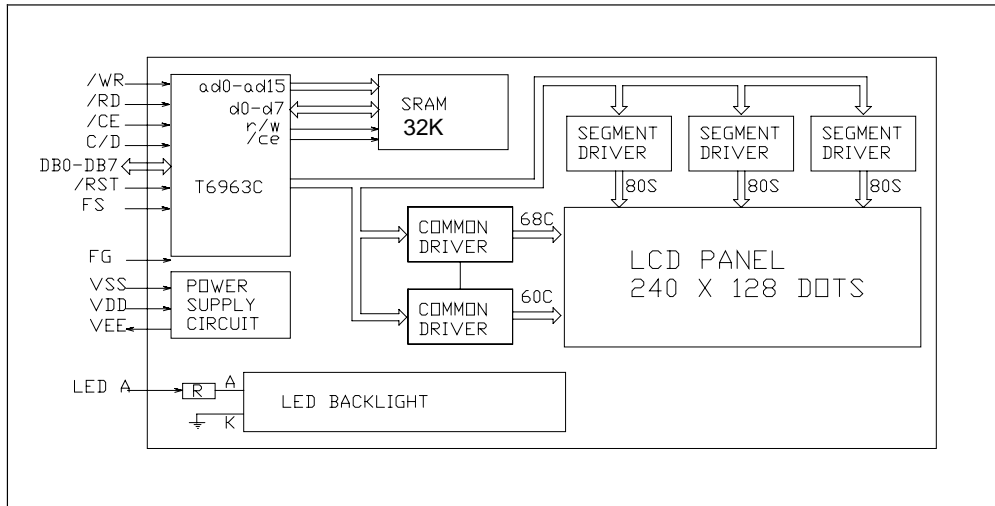 /WR
/RD
/CE
C/D
DB0-DB7
/RST
FS
FG
VSS
VDD
VEE
LED A
ad0-ad15
d0-d7
r/w
/ce
T6963C
SRAM
32K
SEGMENT
DRIVER
SEGMENT
DRIVER
SEGMENT
DRIVER
80S
80S
80S
COMMON
DRIVER
68C
COMMON
DRIVER
60C
LCD PANEL
240 X 128 DOTS
POWER
SUPPLY
CIRCUIT
R
A
K
LED BACKLIGHT